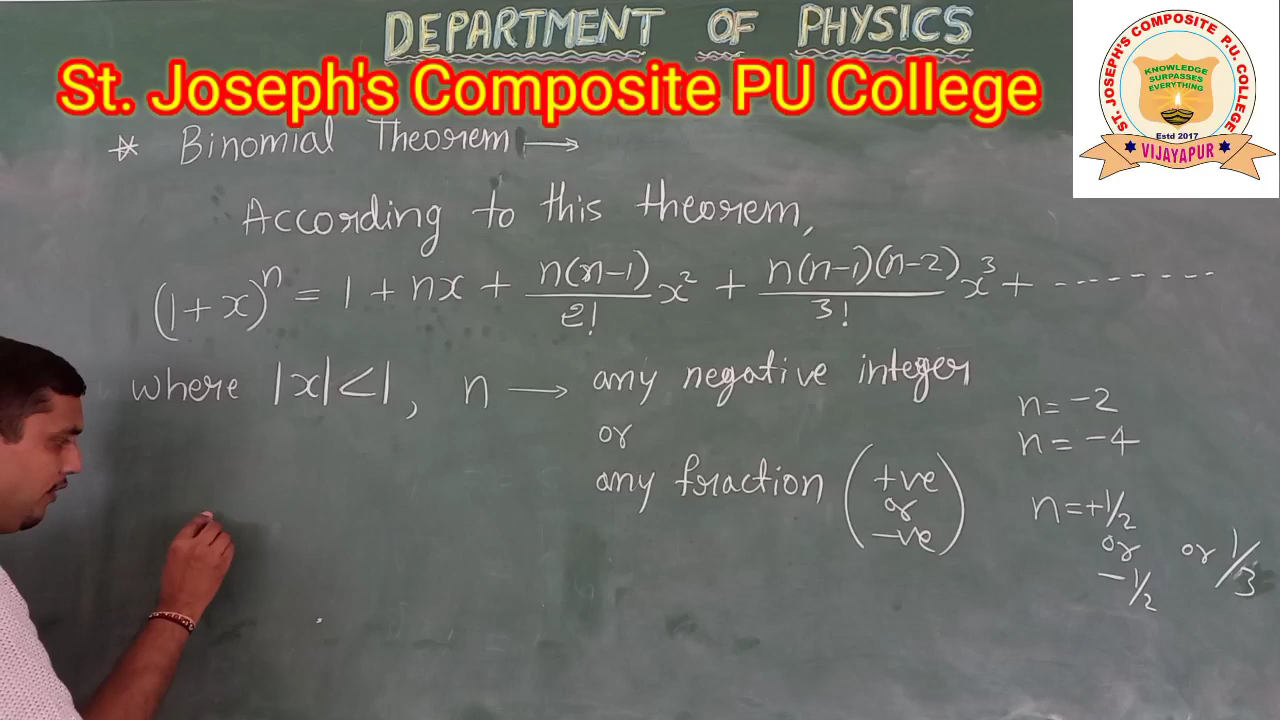 DEPARTMENT OF PHYSICS
St. Joseph's Composite PU College
ST. JOSEPH'S COMPOSITE P.U. COLLEGE
KNOWLEDGE
SURPASSES
EVERYTHING
Estd 2017
VIJAYAPUR
* Binomial Theorem →
According to this theorem,
(1+x)^n = 1 + nx + n(n-1)/2! x² + n(n-1)(n-2)/3! x³ + --------
where |x|<1, n → any negative integer
or
any fraction (+ve or -ve)
n= -2
n= -4
n=+1/2
or
-1/2
or 1/3